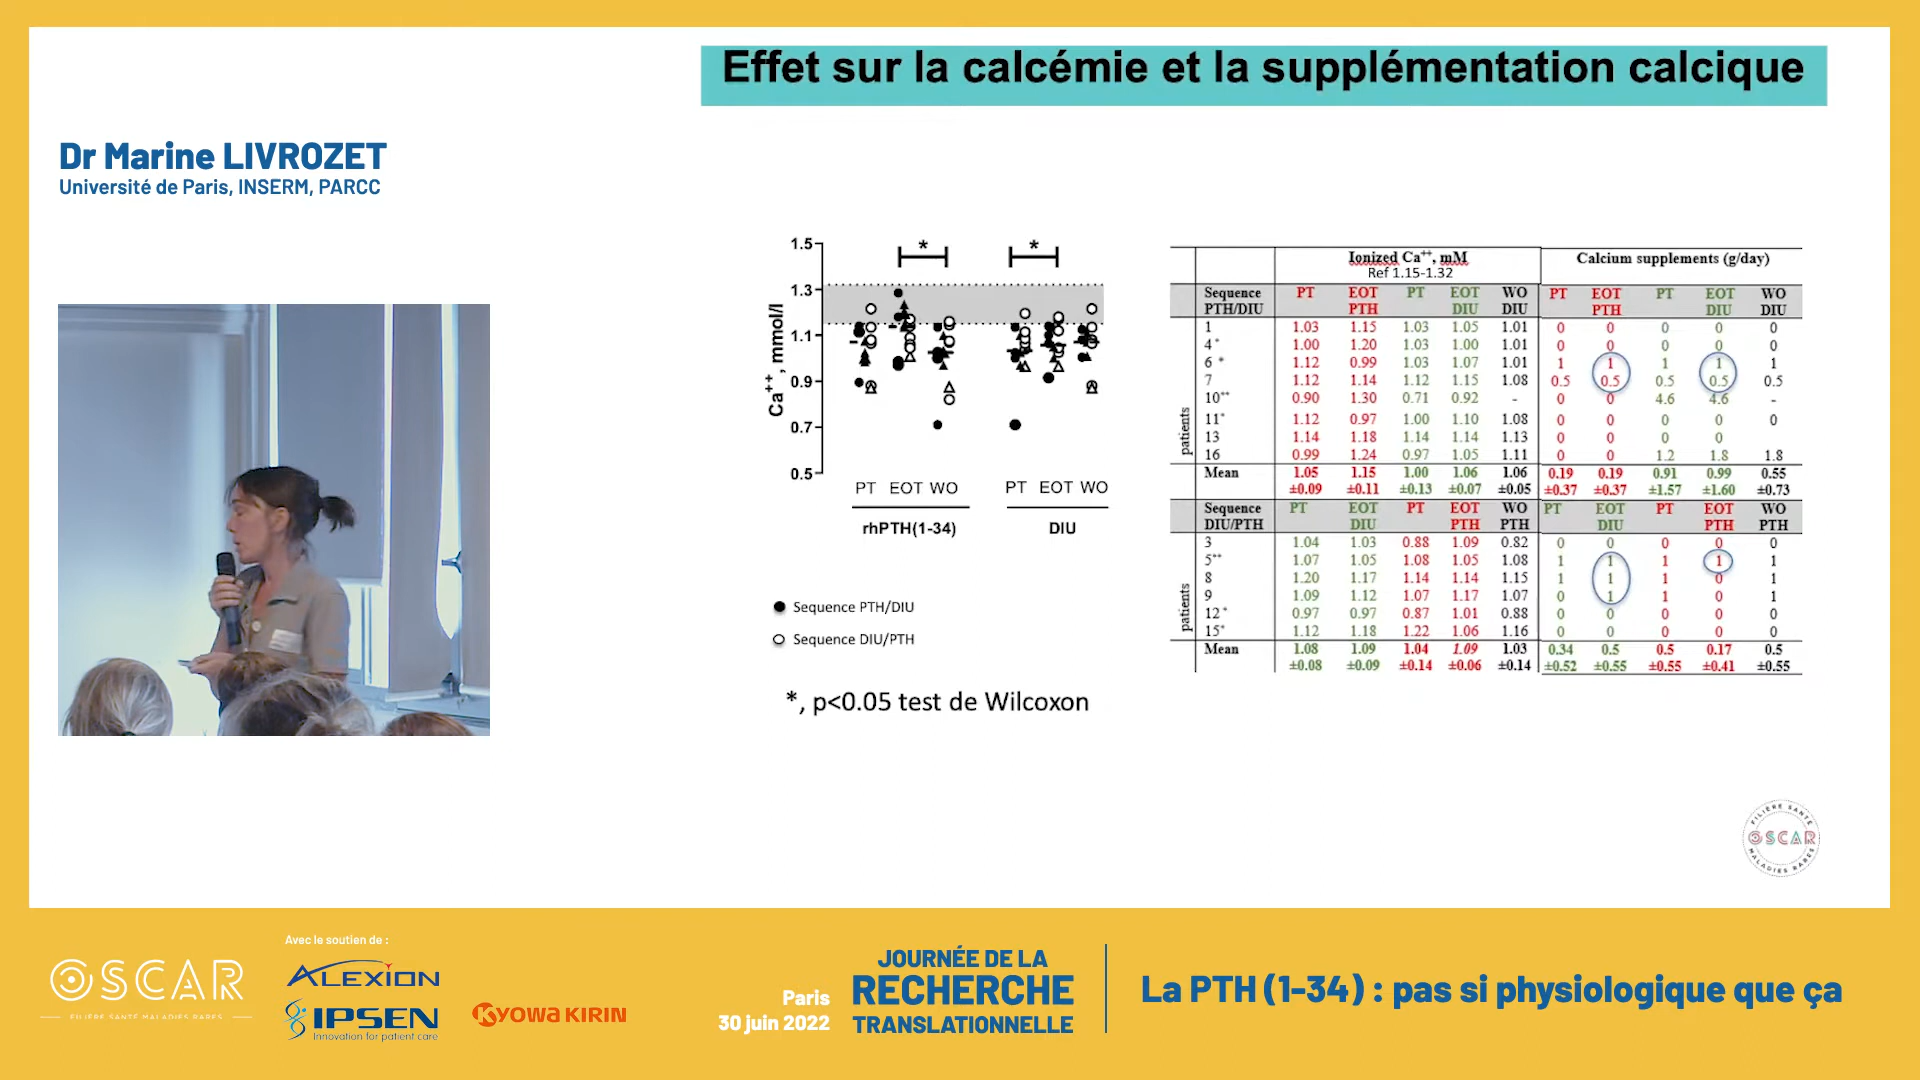 Effet sur la calcémie et la supplémentation calcique
Dr Marine LIVROZET
Université de Paris, INSERM, PARCC
Ca++, mmol/l
1.5
1.3
1.1
0.9
0.7
0.5
* *
PT EOT WO PT EOT WO
rhPTH(1-34) DIU
Sequence PTH/DIU
Sequence DIU/PTH
*, p<0.05 test de Wilcoxon
Ionized Ca++, mM Calcium supplements (g/day)
Ref 1.15-1.32
Sequence PT EOT PT EOT WO PT EOT PT EOT WO
PTH/DIU PTH DIU DIU PTH DIU DIU
patients
1 1.03 1.15 1.03 1.05 1.01 0 0 0 0 0
4* 1.00 1.20 1.03 1.00 1.01 0 0 0 0 0
6* 1.12 0.99 1.03 1.07 1.01 1 1 1 1 1
7 1.12 1.14 1.12 1.15 1.08 0.5 0.5 0.5 0.5 0.5
10** 0.90 1.30 0.71 0.92 - 0 0 4.6 4.6 -
11* 1.12 0.97 1.00 1.10 1.08 0 0 0 0 0
13 1.14 1.18 1.14 1.14 1.13 0 0 0 0
16 0.99 1.24 0.97 1.05 1.11 0 0 1.2 1.8 1.8
Mean 1.05 1.15 1.00 1.06 1.06 0.19 0.19 0.91 0.99 0.55
±0.09 ±0.11 ±0.13 ±0.07 ±0.05 ±0.37 ±0.37 ±1.57 ±1.60 ±0.73
Sequence PT EOT PT EOT WO PT EOT PT EOT WO
DIU/PTH DIU PTH PTH DIU PTH PTH
patients
3 1.04 1.03 0.88 1.09 0.82 0 0 0 0 0
5** 1.07 1.05 1.08 1.05 1.08 1 1 1 1 1
8 1.20 1.17 1.14 1.14 1.15 1 1 1 0 1
9 1.09 1.12 1.07 1.17 1.07 0 1 1 0 1
12* 0.97 0.97 0.87 1.01 0.88 0 0 0 0 0
15* 1.12 1.18 1.22 1.06 1.16 0 0 0 0 0
Mean 1.08 1.09 1.04 1.09 1.03 0.34 0.5 0.5 0.17 0.5
±0.08 ±0.09 ±0.14 ±0.06 ±0.14 ±0.52 ±0.55 ±0.55 ±0.41 ±0.55
FILIERE SANTÉ
OSCAR
MALADIES RARES
OSCAR
FILIERE SANTÉ MALADIES RARES
Avec le soutien de :
ALEXION
IPSEN
Innovation for patient care
KYOWA KIRIN
Paris
30 juin 2022
JOURNÉE DE LA
RECHERCHE
TRANSLATIONNELLE
La PTH (1-34) : pas si physiologique que ça